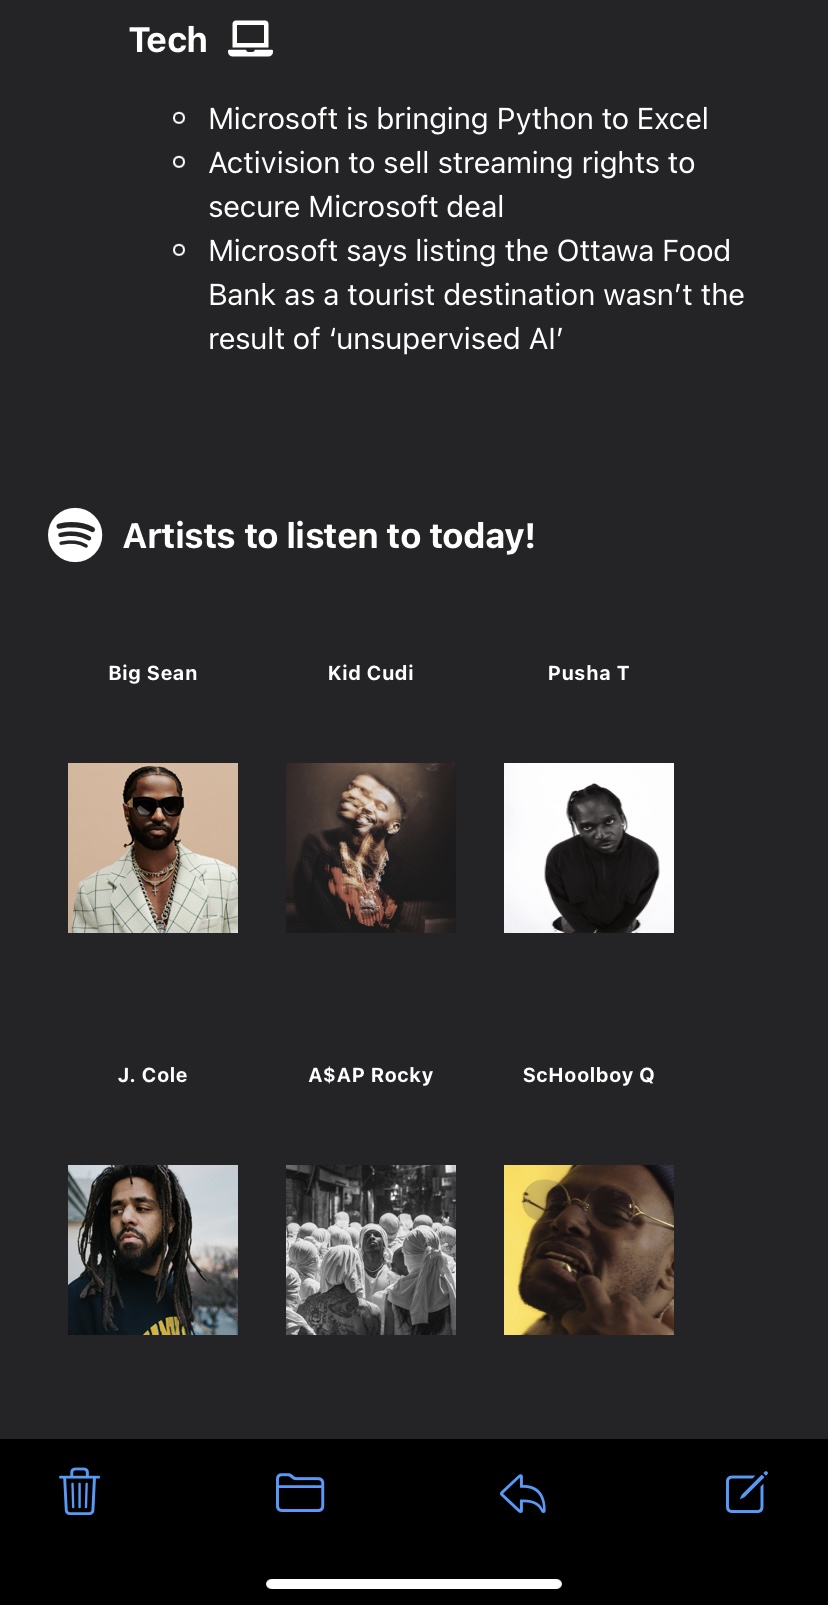 Tech
Microsoft is bringing Python to Excel
Activision to sell streaming rights to
secure Microsoft deal
Microsoft says listing the Ottawa Food
Bank as a tourist destination wasn’t the
result of ‘unsupervised AI’
Artists to listen to today!
Big Sean Kid Cudi Pusha T
J. Cole A$AP Rocky ScHoolboy Q